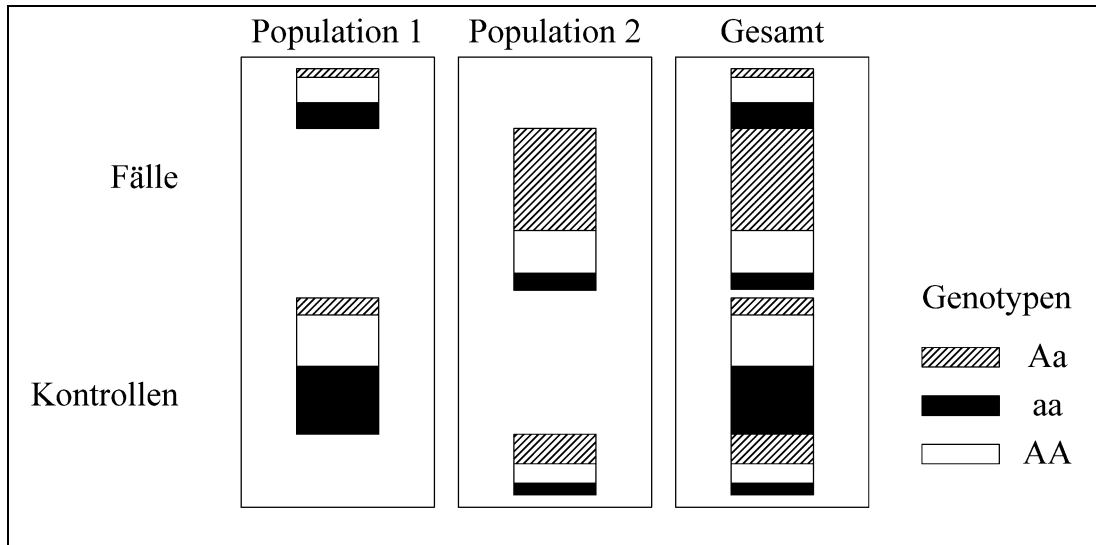 Population 1
Population 2
Gesamt
Fälle
Kontrollen
Genotypen
Aa
aa
AA